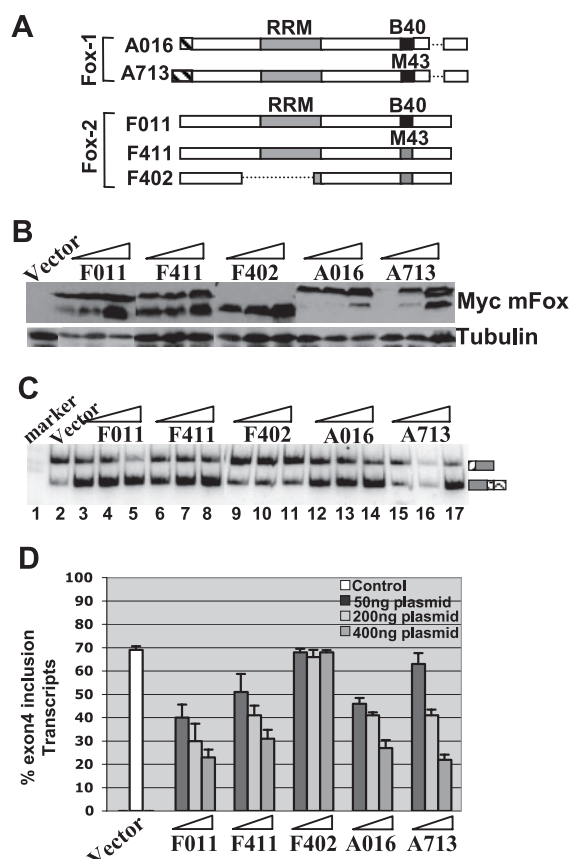 A
RRM
B40
Fox-1
A016
M43
A713
RRM
B40
Fox-2
F011
M43
F411
F402
B
Vector
F011 F411 F402 A016 A713
Myc mFox
Tubulin
C
marker
Vector
F011 F411 F402 A016 A713
1 2 3 4 5 6 7 8 9 10 11 12 13 14 15 16 17
D
% exon4 inclusion
Transcripts
100
90
80
70
60
50
40
30
20
10
0
Control
50ng plasmid
200ng plasmid
400ng plasmid
Vector
F011 F411 F402 A016 A713